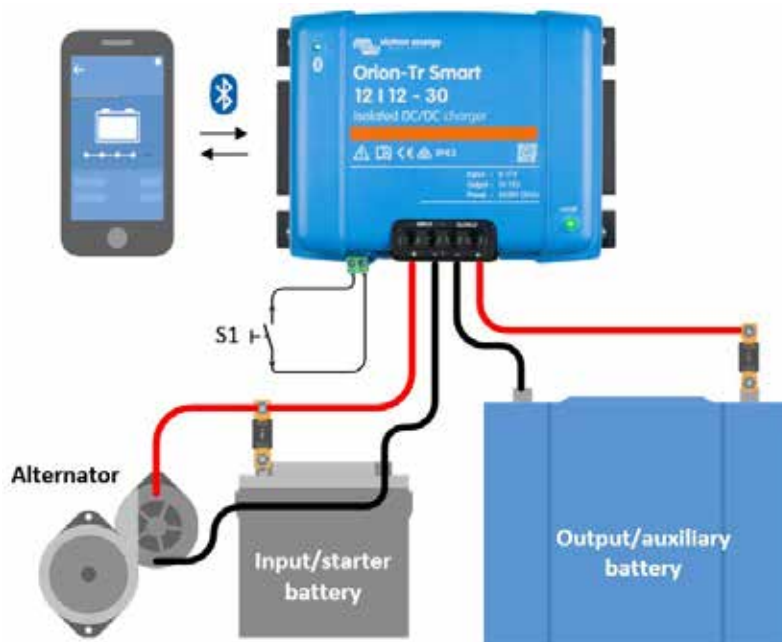 victron energy
Orion-Tr Smart
12 | 12 - 30
Isolated DC/DC charger
S1
Alternator
Input/starter
battery
Output/auxiliary
battery